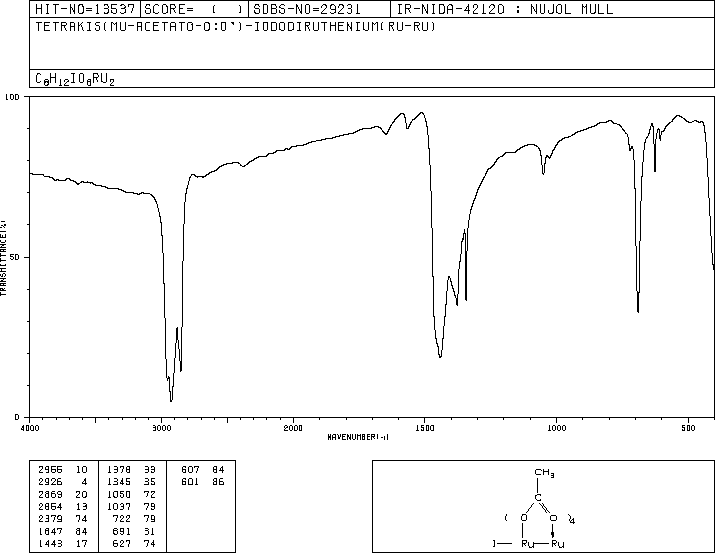 HIT-NO=13537 SCORE= ( ) SDBS-NO=29231 IR-NIDA-42120 : NUJOL MULL
TETRAKIS(MU-ACETATO-O:O')-IODODIRUTHENIUM(RU-RU)
C8H12IO8RU2
100
50
0
TRANSMITTANCE(%)
4000 3000 2000 1500 1000 500
WAVENUMBER(-1)
2956 10 1378 33 607 84
2926 4 1345 35 601 86
2869 20 1050 72
2854 13 1037 79
2379 74 722 79
1647 84 691 31
1443 17 627 74
CH3
C
( O O )4
I Ru Ru